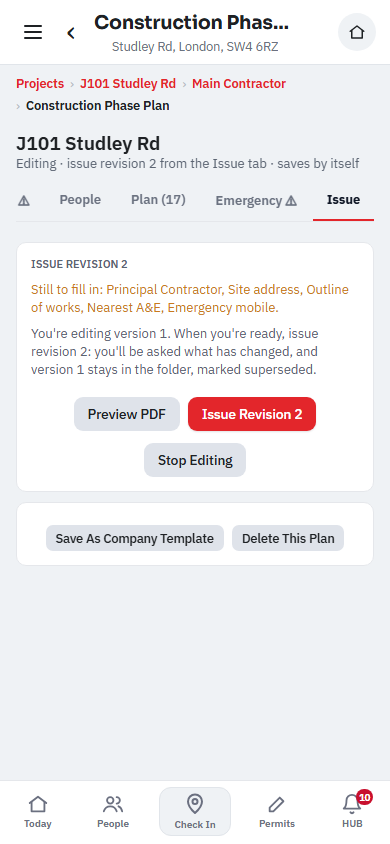 Construction Phas...
Studley Rd, London, SW4 6RZ
Projects › J101 Studley Rd › Main Contractor
› Construction Phase Plan
J101 Studley Rd
Editing · issue revision 2 from the Issue tab · saves by itself
⚠ People Plan (17) Emergency ⚠ Issue
ISSUE REVISION 2
Still to fill in: Principal Contractor, Site address, Outline
of works, Nearest A&E, Emergency mobile.
You're editing version 1. When you're ready, issue
revision 2: you'll be asked what has changed, and
version 1 stays in the folder, marked superseded.
Preview PDF Issue Revision 2
Stop Editing
Save As Company Template Delete This Plan
10
Today People Check In Permits HUB